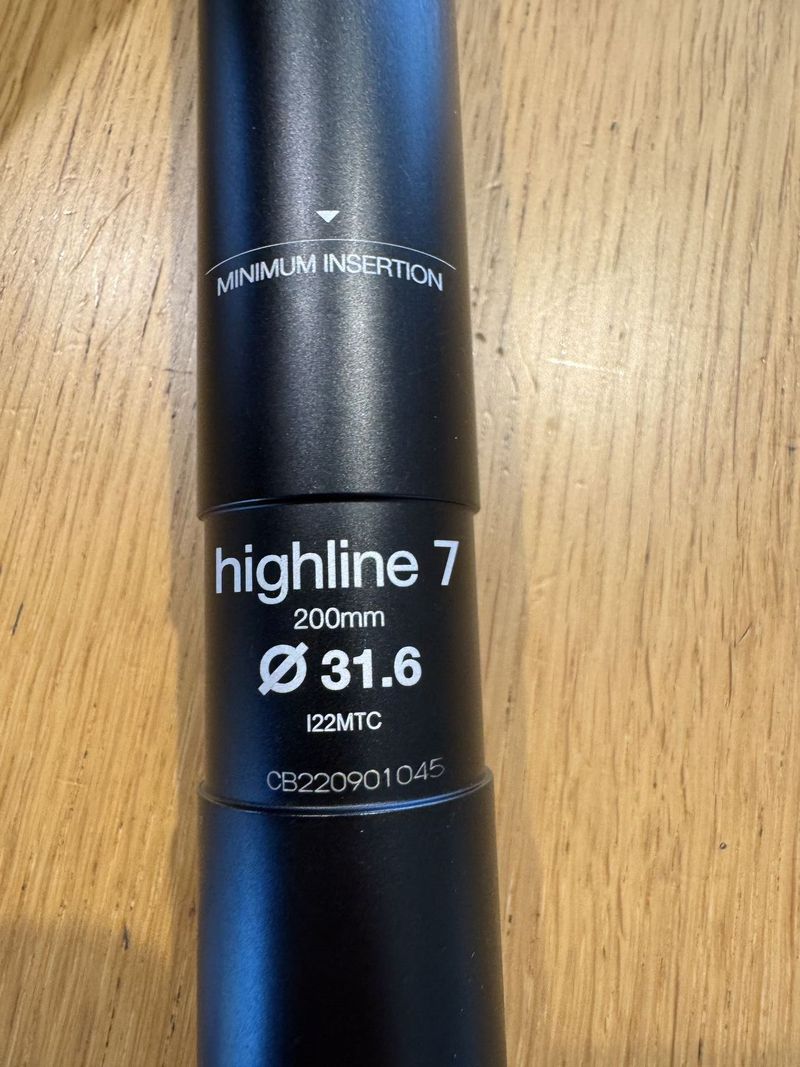 MINIMUM INSERTION
highline 7
200mm
Ø 31.6
I22MTC
CB220901045